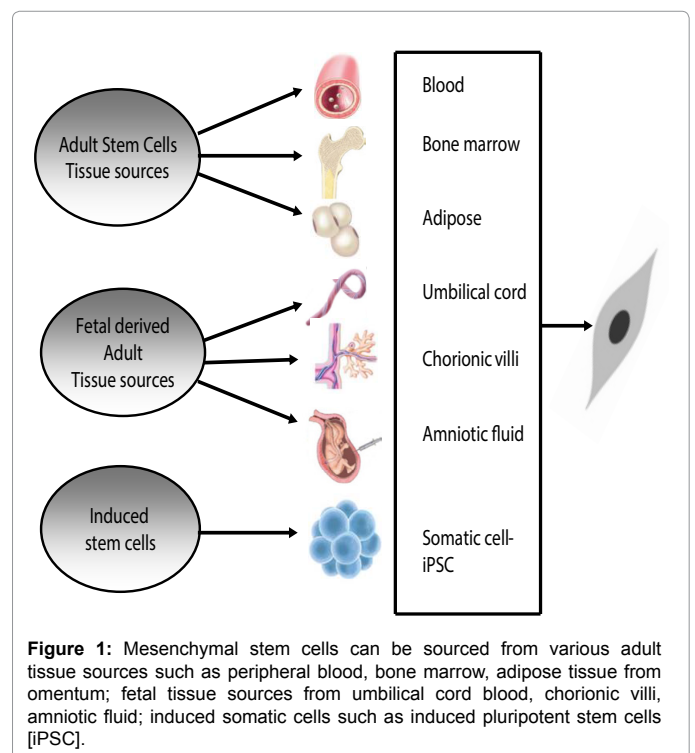 Adult Stem Cells
Tissue sources
Fetal derived
Adult
Tissue sources
Induced
stem cells
Blood
Bone marrow
Adipose
Umbilical cord
Chorionic villi
Amniotic fluid
Somatic cell-
iPSC
Figure 1: Mesenchymal stem cells can be sourced from various adult
tissue sources such as peripheral blood, bone marrow, adipose tissue from
omentum; fetal tissue sources from umbilical cord blood, chorionic villi,
amniotic fluid; induced somatic cells such as induced pluripotent stem cells
[iPSC].